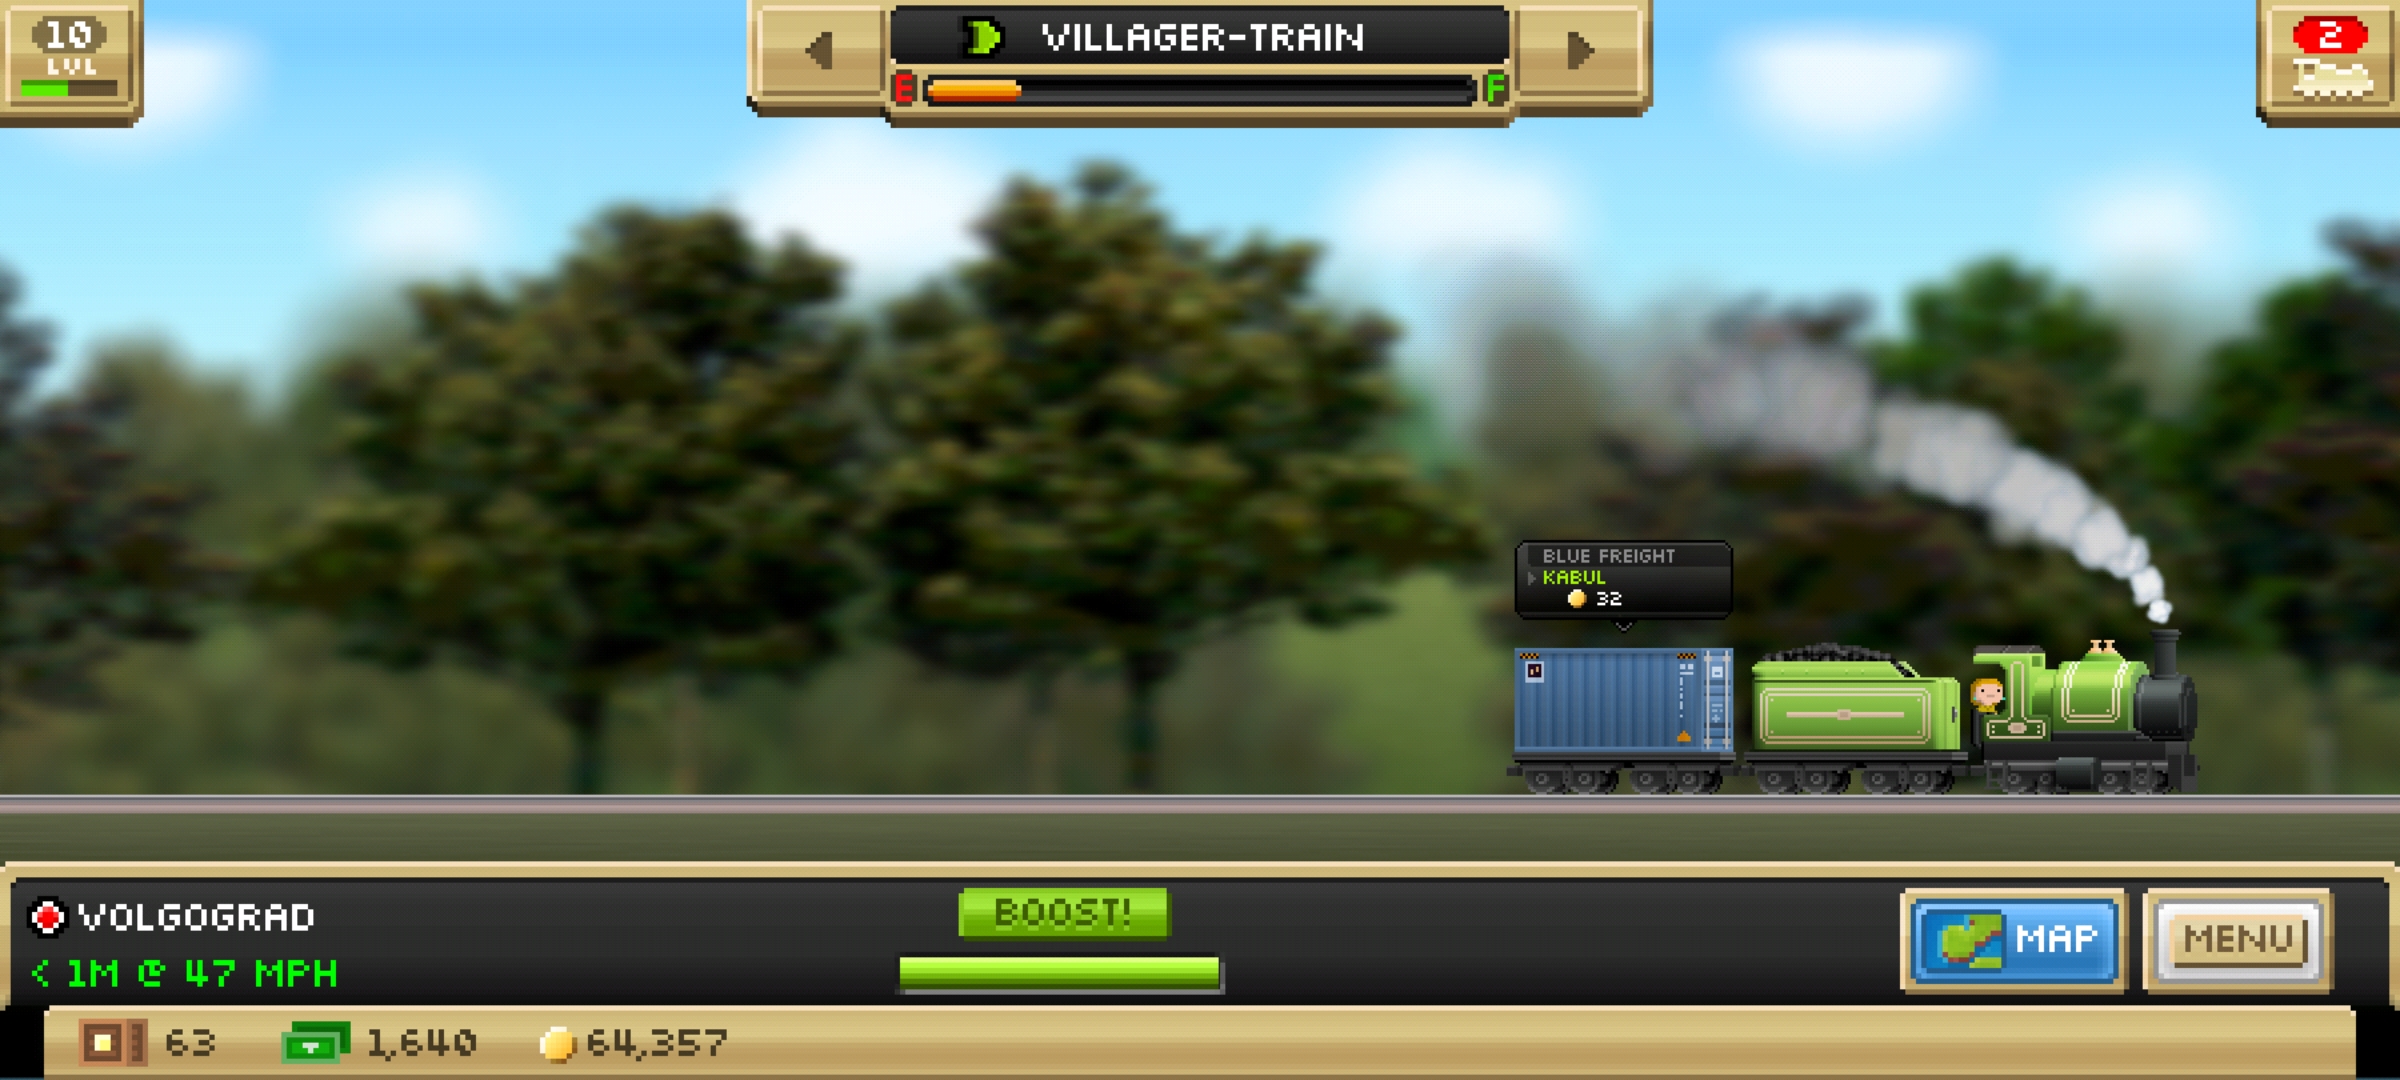 10
LVL
VILLAGER-TRAIN
E F
2
BLUE FREIGHT
KABUL
32
VOLGOGRAD
< 1M @ 47 MPH
BOOST!
MAP
MENU
63
1,640
64,357